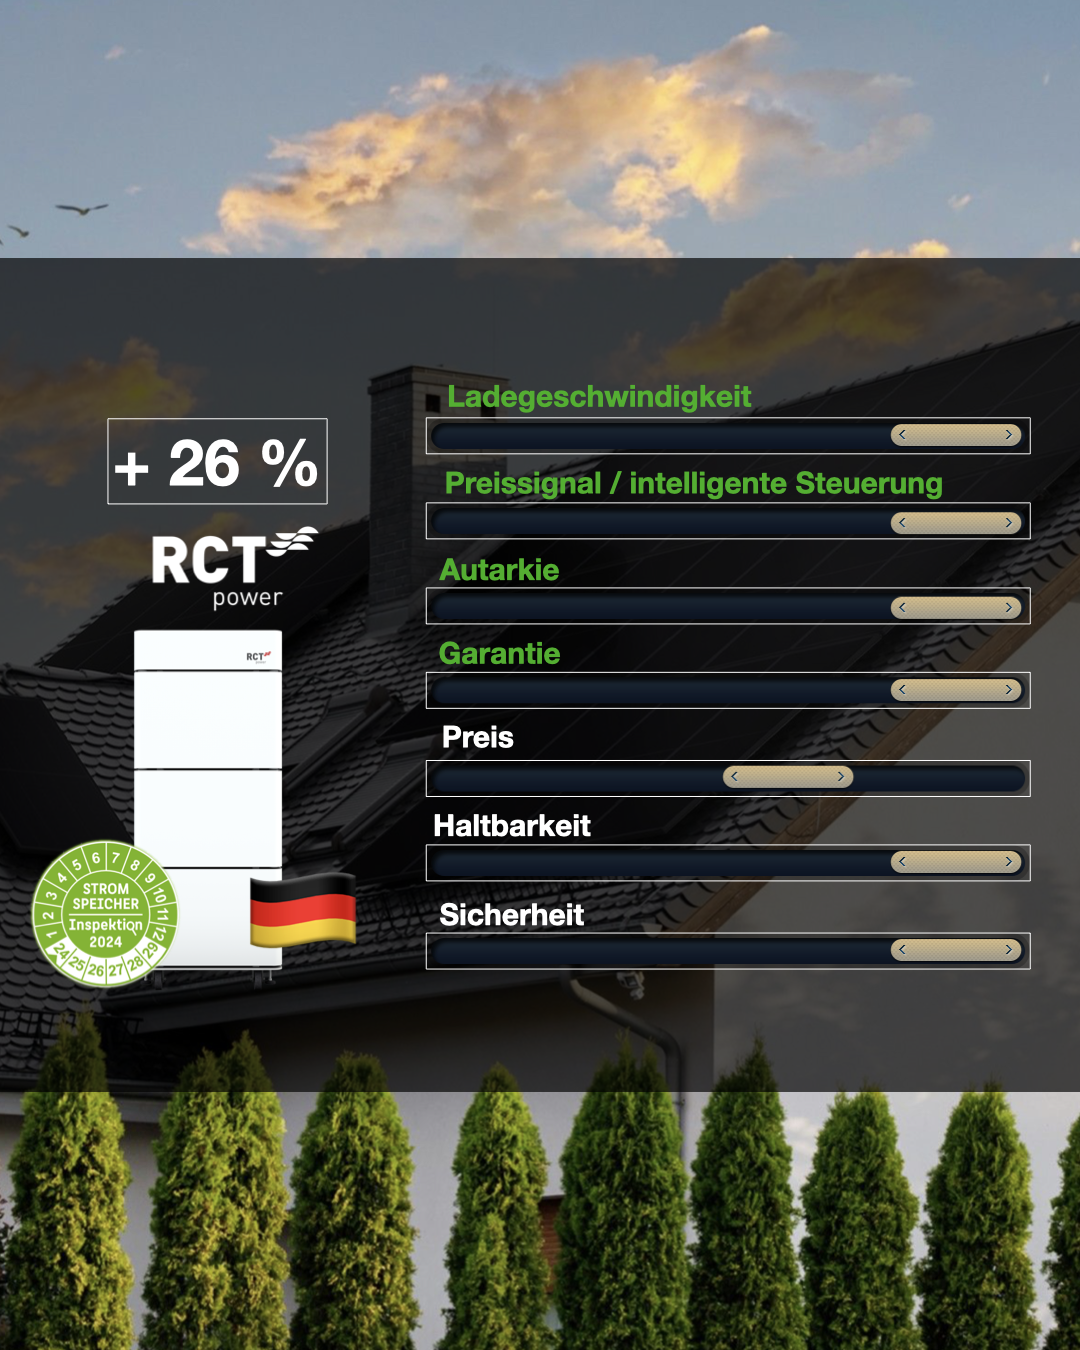 Ladegeschwindigkeit
+ 26 %
Preissignal / intelligente Steuerung
RCT
power
Autarkie
Garantie
RCT
power
Preis
Haltbarkeit
Sicherheit
1 2 3 4 5 6 7 8 9 10 11 12
STROM
SPEICHER
Inspektion
2024
24 25 26 27 28 29